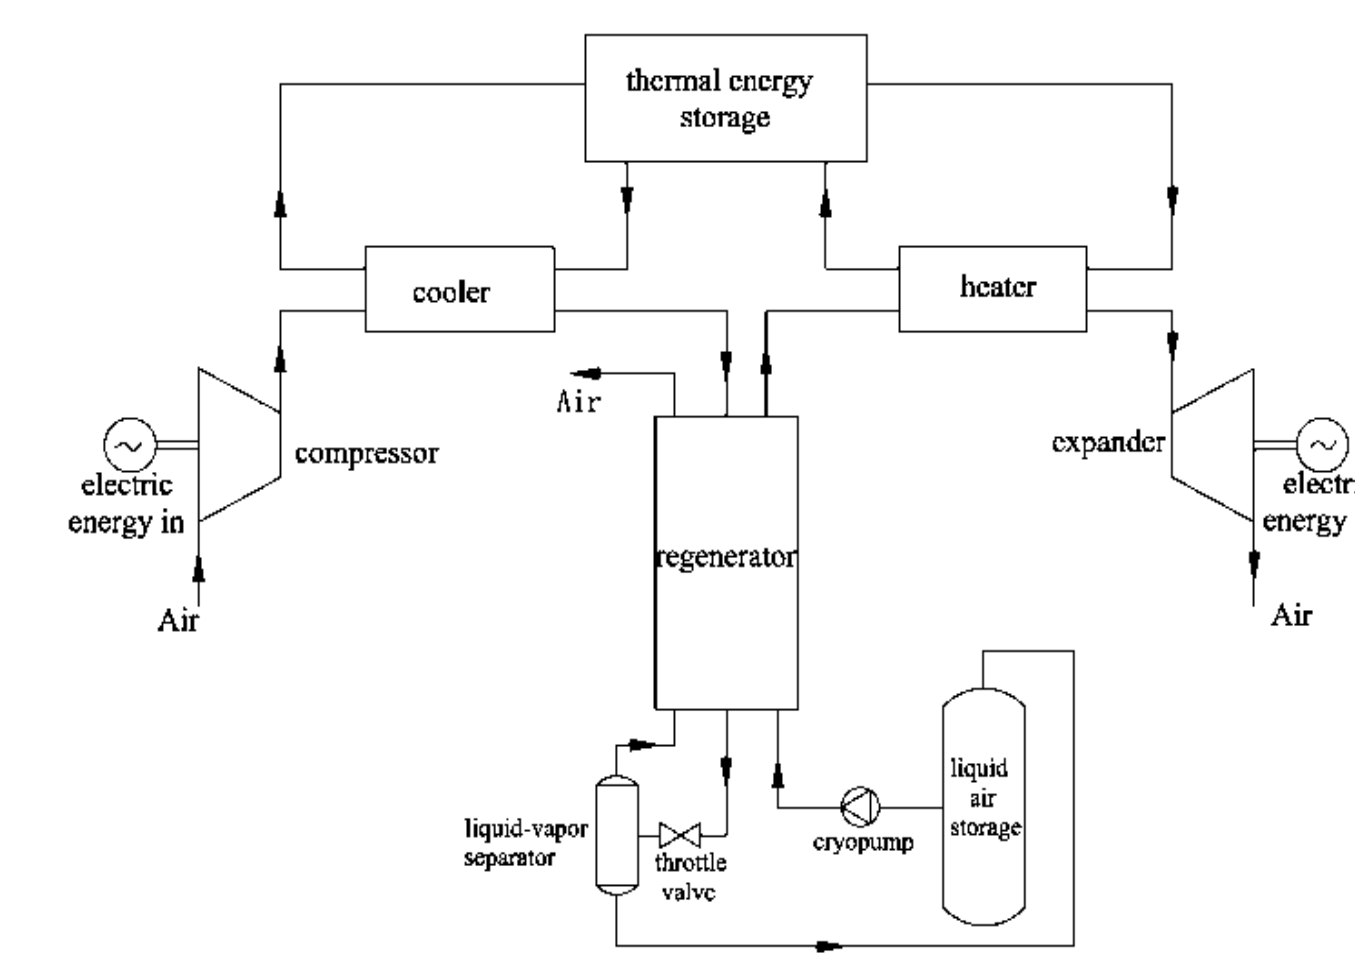 thermal energy
storage
cooler
heater
Air
compressor
expander
electric
energy in
electri
energy
regenerator
Air
Air
liquid
air
storage
liquid-vapor
separator
throttle
valve
cryopump